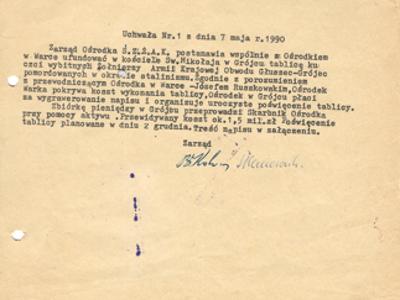 Uchwała Nr.1 z dnia 7 maja r.1990
Zarząd Ośrodka Ś.Z.Ż.A.K. postanawia wspólnie z Ośrodkiem
w Warce ufundować w kościele Św.Mikołaja w Grójcu tablicę ku
czci wybitnych Żołnierzy Armii Krajowej Obwodu Głuszec-Grójec
pomordowanych w okresie stalinizmu.Zgodnie z porozumieniem
z przewodniczącym Ośrodka w Warce -Józefem Russkowskim,Ośrodek
Warka pokrywa koszt wykonania tablicy.Ośrodek w Grójcu płaci
za wygrawerowanie napisu i organizuje uroczyste poświęcenie tablicy.
Zbiórkę pieniędzy w Grójcu przeprowadzi Skarbnik Ośrodka
przy pomocy aktywu .Przewidywany koszt ok.1,5 mil.zł Poświęcenie
tablicy planowane w dniu 2 grudnia.Treść napisu w załączeniu.
Zarząd